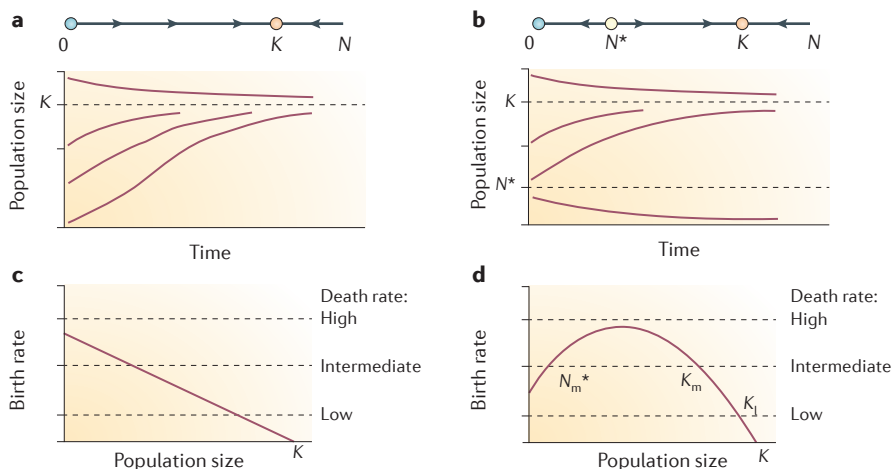 a
0
K
N
K
Population size
Time
b
0
N*
K
N
K
N*
Population size
Time
c
Death rate:
High
Intermediate
Low
Birth rate
K
Population size
d
Death rate:
High
Intermediate
Low
Birth rate
Nm*
Km
Kl
K
Population size